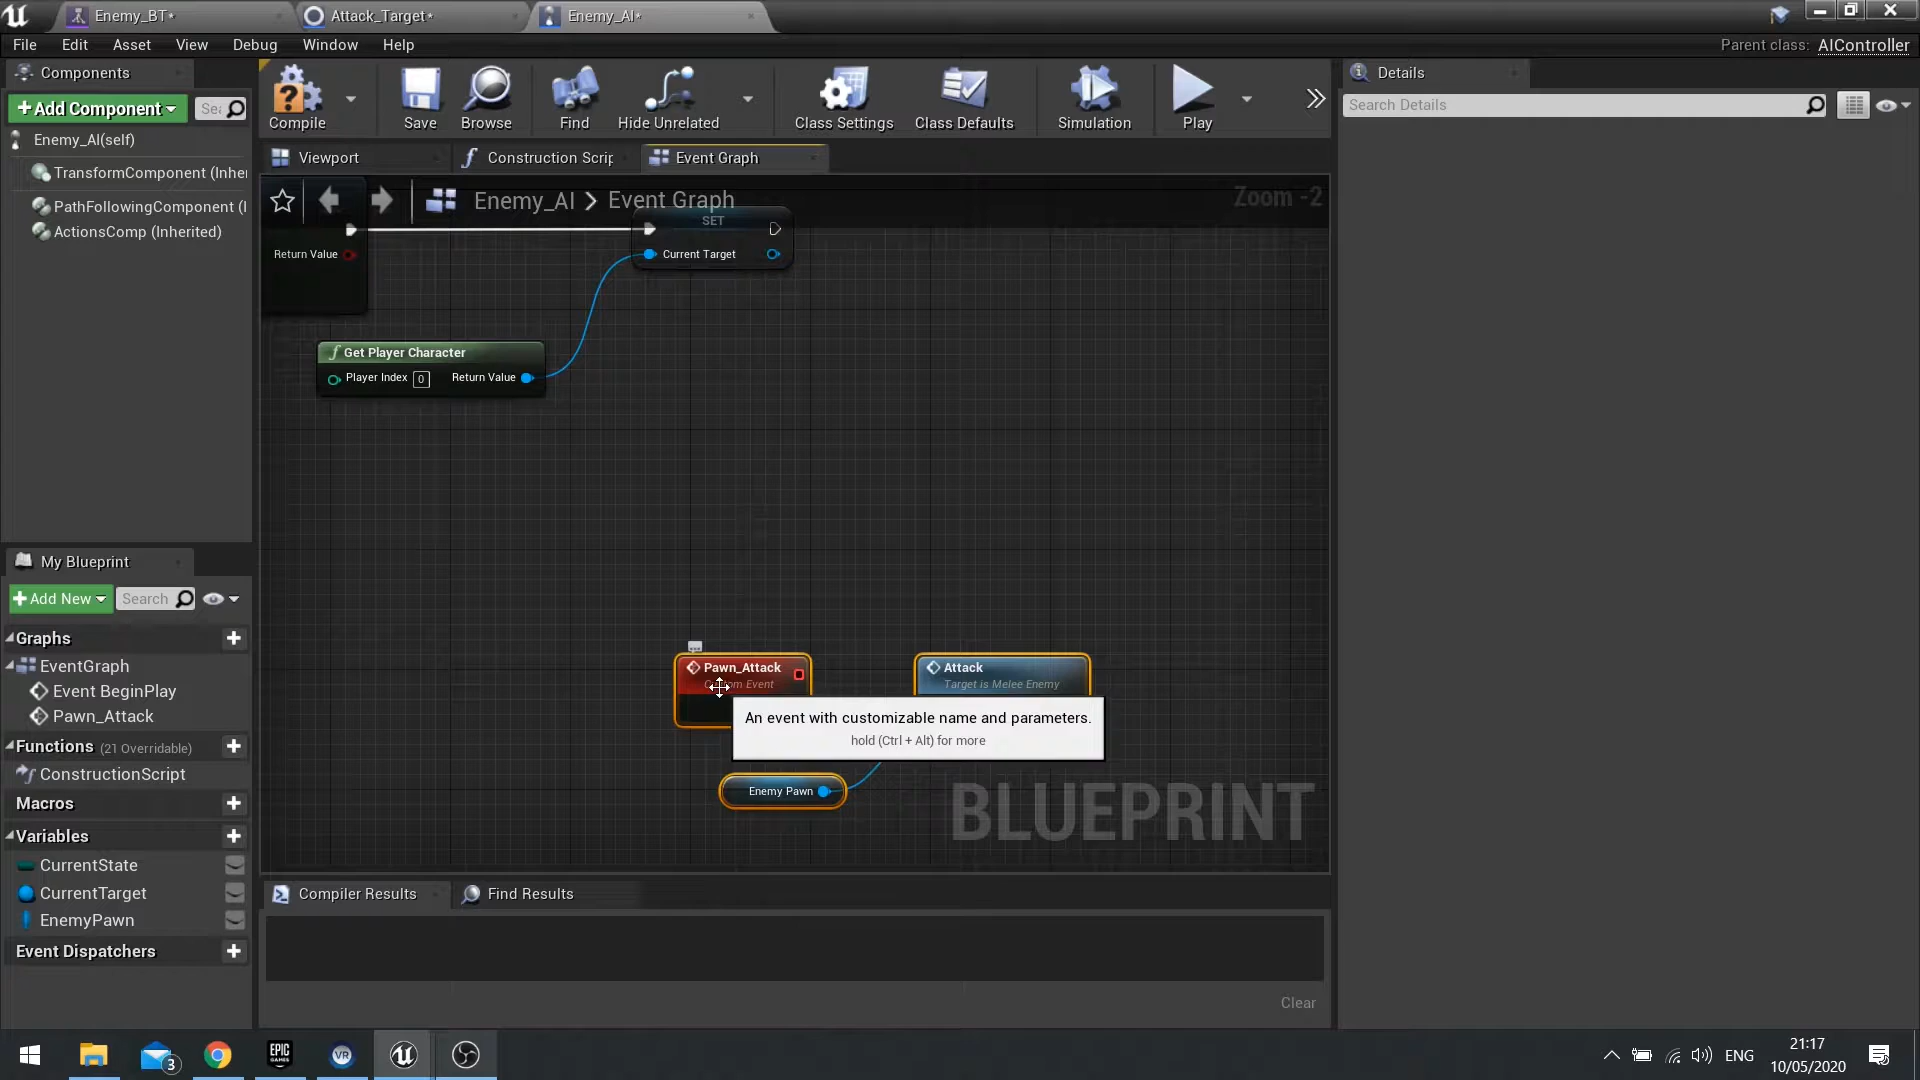 Enemy_BT*
Attack_Target*
Enemy_AI*
File Edit Asset View Debug Window Help
Parent class: AIController
Components
Details
+Add Component
Sea
Search Details
Enemy_AI(self)
TransformComponent (Inhe
PathFollowingComponent (I
ActionsComp (Inherited)
Compile
Save
Browse
Find
Hide Unrelated
Class Settings
Class Defaults
Simulation
Play
Viewport
Construction Scrip
Event Graph
Enemy_AI > Event Graph
Zoom -2
SET
Return Value
Current Target
Get Player Character
Player Index 0 Return Value
Pawn_Attack
Custom Event
Attack
Target is Melee Enemy
An event with customizable name and parameters.
hold (Ctrl + Alt) for more
Enemy Pawn
BLUEPRINT
My Blueprint
+Add New
Search
Graphs
EventGraph
Event BeginPlay
Pawn_Attack
Functions (21 Overridable)
ConstructionScript
Macros
Variables
CurrentState
CurrentTarget
EnemyPawn
Event Dispatchers
Compiler Results
Find Results
Clear
3
EPIC
GAMES
VR
ENG
21:17
10/05/2020